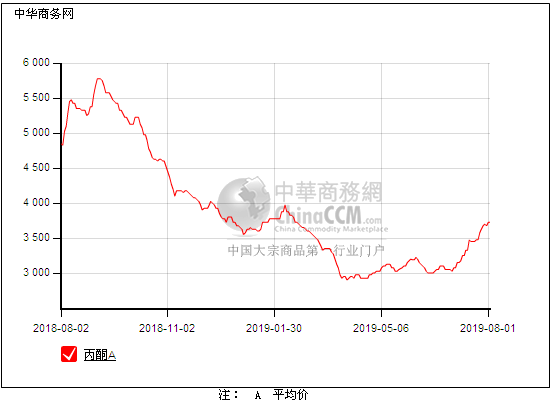 中华商务网
6 000
5 500
5 000
4 500
4 000
3 500
3 000
中華商務網
ChinaCCM.com
China Commodity Marketplace
中国大宗商品第一行业门户
2018-08-02 2018-11-02 2019-01-30 2019-05-06 2019-08-01
丙酮A
注： A 平均价